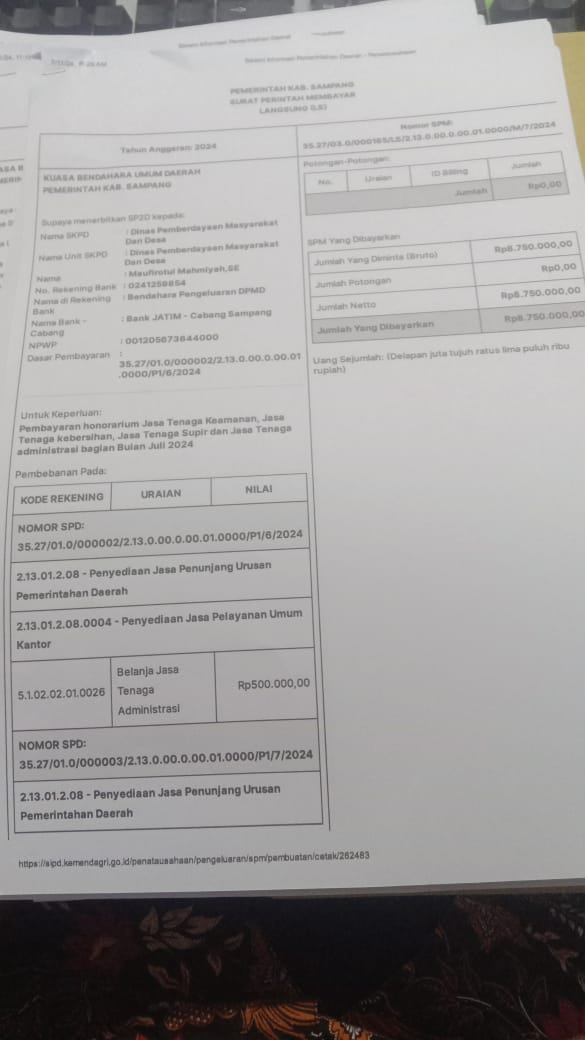 7/11/24, 11:25 AM
Sistem Informasi Pemerintahan Daerah - Penatausahaan
PEMERINTAH KAB. SAMPANG
SURAT PERINTAH MEMBAYAR
LANGSUNG (LS)
Tahun Anggaran: 2024
Nomor SPM:
35.27/03.0/000165/LS/2.13.0.00.0.00.01.0000/M/7/2024
KUASA BENDAHARA UMUM DAERAH
PEMERINTAH KAB. SAMPANG
Supaya menerbitkan SP2D kepada:
Nama SKPD : Dinas Pemberdayaan Masyarakat
Dan Desa
Nama Unit SKPD : Dinas Pemberdayaan Masyarakat
Dan Desa
Nama : Maufirotul Mahmiyah,SE
No. Rekening Bank : 0241259854
Nama di Rekening : Bendahara Pengeluaran DPMD
Bank
Nama Bank - : Bank JATIM - Cabang Sampang
Cabang
NPWP : 001205673644000
Dasar Pembayaran :
35.27/01.0/000002/2.13.0.00.0.00.01
.0000/P1/6/2024
Potongan-Potongan:
No. Uraian ID Billing Jumlah
Jumlah Rp0,00
SPM Yang Dibayarkan
Jumlah Yang Diminta (Bruto) Rp8.750.000,00
Jumlah Potongan Rp0,00
Jumlah Netto Rp8.750.000,00
Jumlah Yang Dibayarkan Rp8.750.000,00
Uang Sejumlah: (Delapan juta tujuh ratus lima puluh ribu
rupiah)
Untuk Keperluan:
Pembayaran honorarium Jasa Tenaga Keamanan, Jasa
Tenaga kebersihan, Jasa Tenaga Supir dan Jasa Tenaga
administrasi bagian Bulan Juli 2024
Pembebanan Pada:
KODE REKENING URAIAN NILAI
NOMOR SPD:
35.27/01.0/000002/2.13.0.00.0.00.01.0000/P1/6/2024
2.13.01.2.08 - Penyediaan Jasa Penunjang Urusan
Pemerintahan Daerah
2.13.01.2.08.0004 - Penyediaan Jasa Pelayanan Umum
Kantor
Belanja Jasa
5.1.02.02.01.0026 Tenaga Rp500.000,00
Administrasi
NOMOR SPD:
35.27/01.0/000003/2.13.0.00.0.00.01.0000/P1/7/2024
2.13.01.2.08 - Penyediaan Jasa Penunjang Urusan
Pemerintahan Daerah
https://sipd.kemendagri.go.id/penatausahaan/pengeluaran/spm/pembuatan/cetak/262483